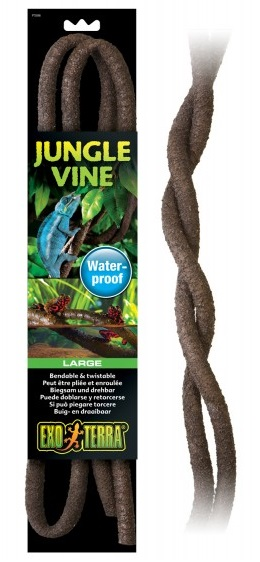 JUNGLE
VINE
Water-
proof
LARGE
Bendable & twistable
Peut être pliée et enroulée
Biegsam und drehbar
Puede doblarse y retorcerse
Si può piegare torcere
Buig- en draaibaar
EXO TERRA